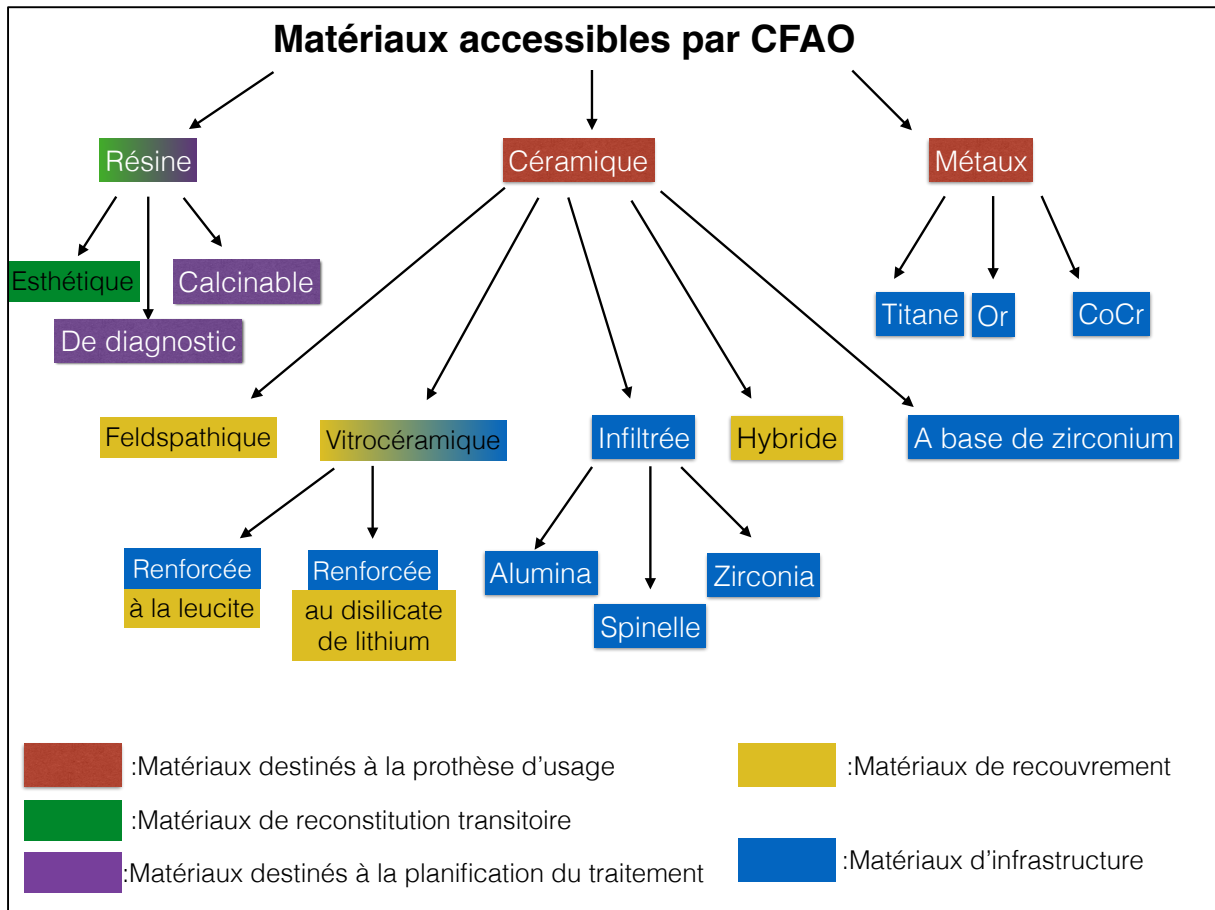 Matériaux accessibles par CFAO
Résine
Céramique
Métaux
Esthétique
Calcinable
De diagnostic
Titane
Or
CoCr
Feldspathique
Vitrocéramique
Infiltrée
Hybride
A base de zirconium
Renforcée
à la leucite
Renforcée
au disilicate
de lithium
Alumina
Spinelle
Zirconia
:Matériaux destinés à la prothèse d'usage
:Matériaux de recouvrement
:Matériaux de reconstitution transitoire
:Matériaux destinés à la planification du traitement
:Matériaux d'infrastructure